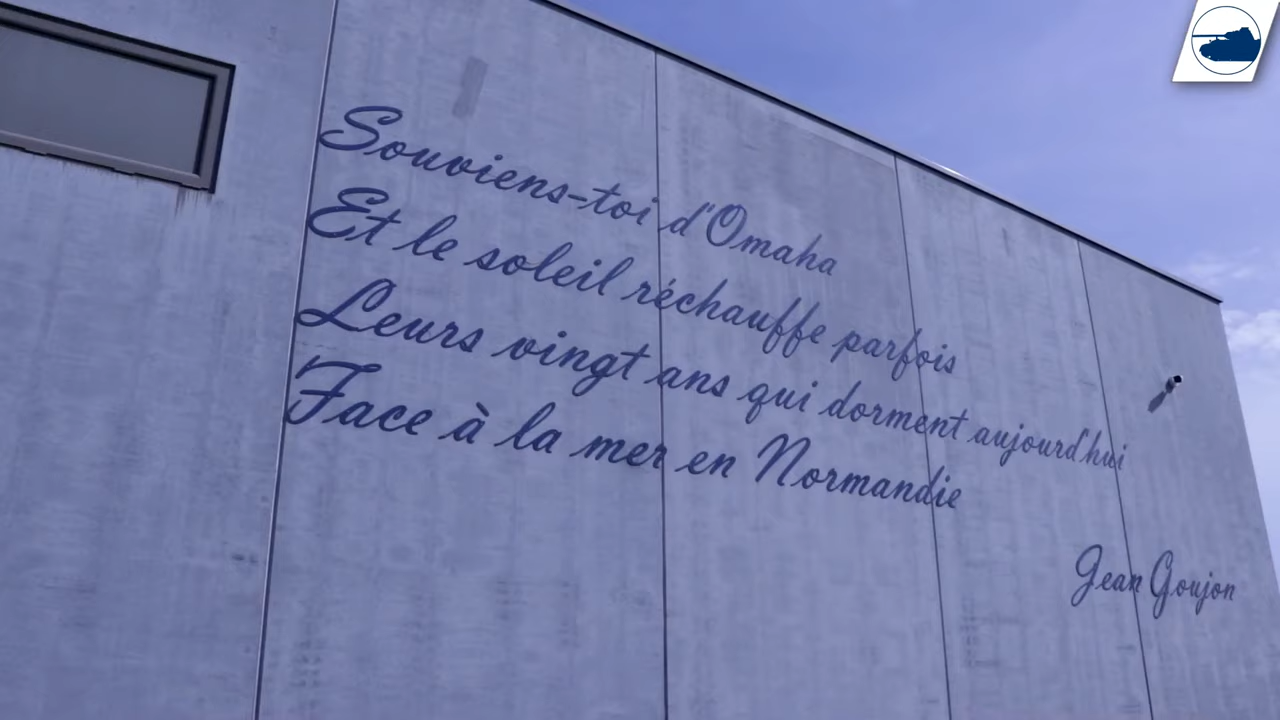 Souviens-toi d'Omaha
Et le soleil réchauffe parfois
Leurs vingt ans qui dorment aujourd'hui
Face à la mer en Normandie
Jean Goujon